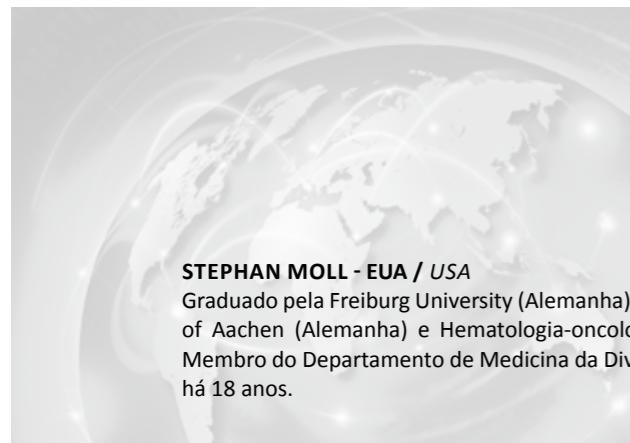 STEPHAN MOLL - EUA / USA
Graduado pela Freiburg University (Alemanha)
of Aachen (Alemanha) e Hematologia-oncolo
Membro do Departamento de Medicina da Div
há 18 anos.